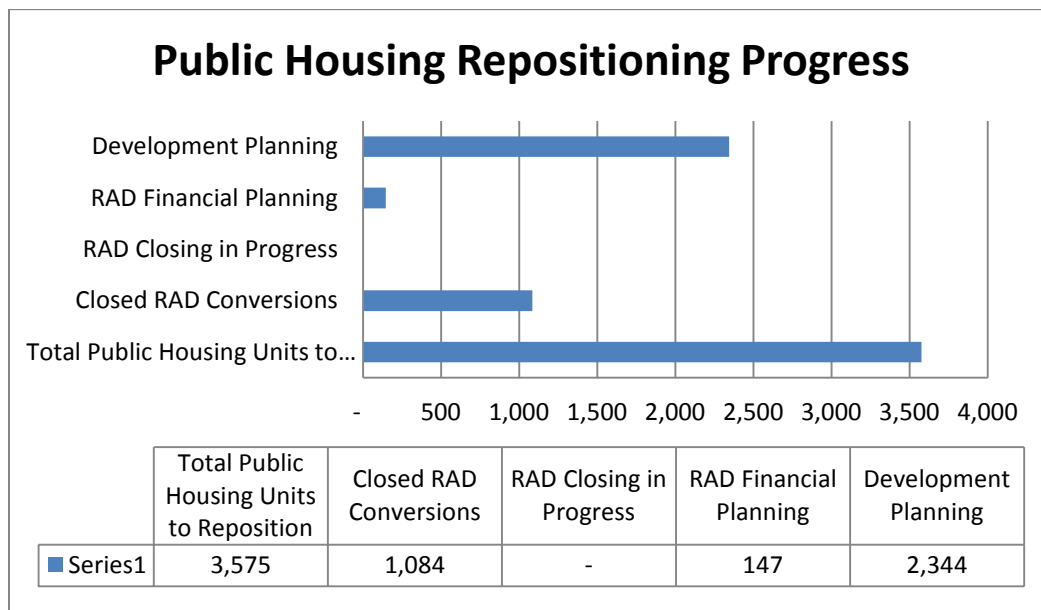 Public Housing Repositioning Progress
Development Planning
RAD Financial Planning
RAD Closing in Progress
Closed RAD Conversions
Total Public Housing Units to...
- 500 1,000 1,500 2,000 2,500 3,000 3,500 4,000
Total Public
Housing Units
to Reposition
Closed RAD
Conversions
RAD Closing in
Progress
RAD Financial
Planning
Development
Planning
Series1 3,575 1,084 - 147 2,344